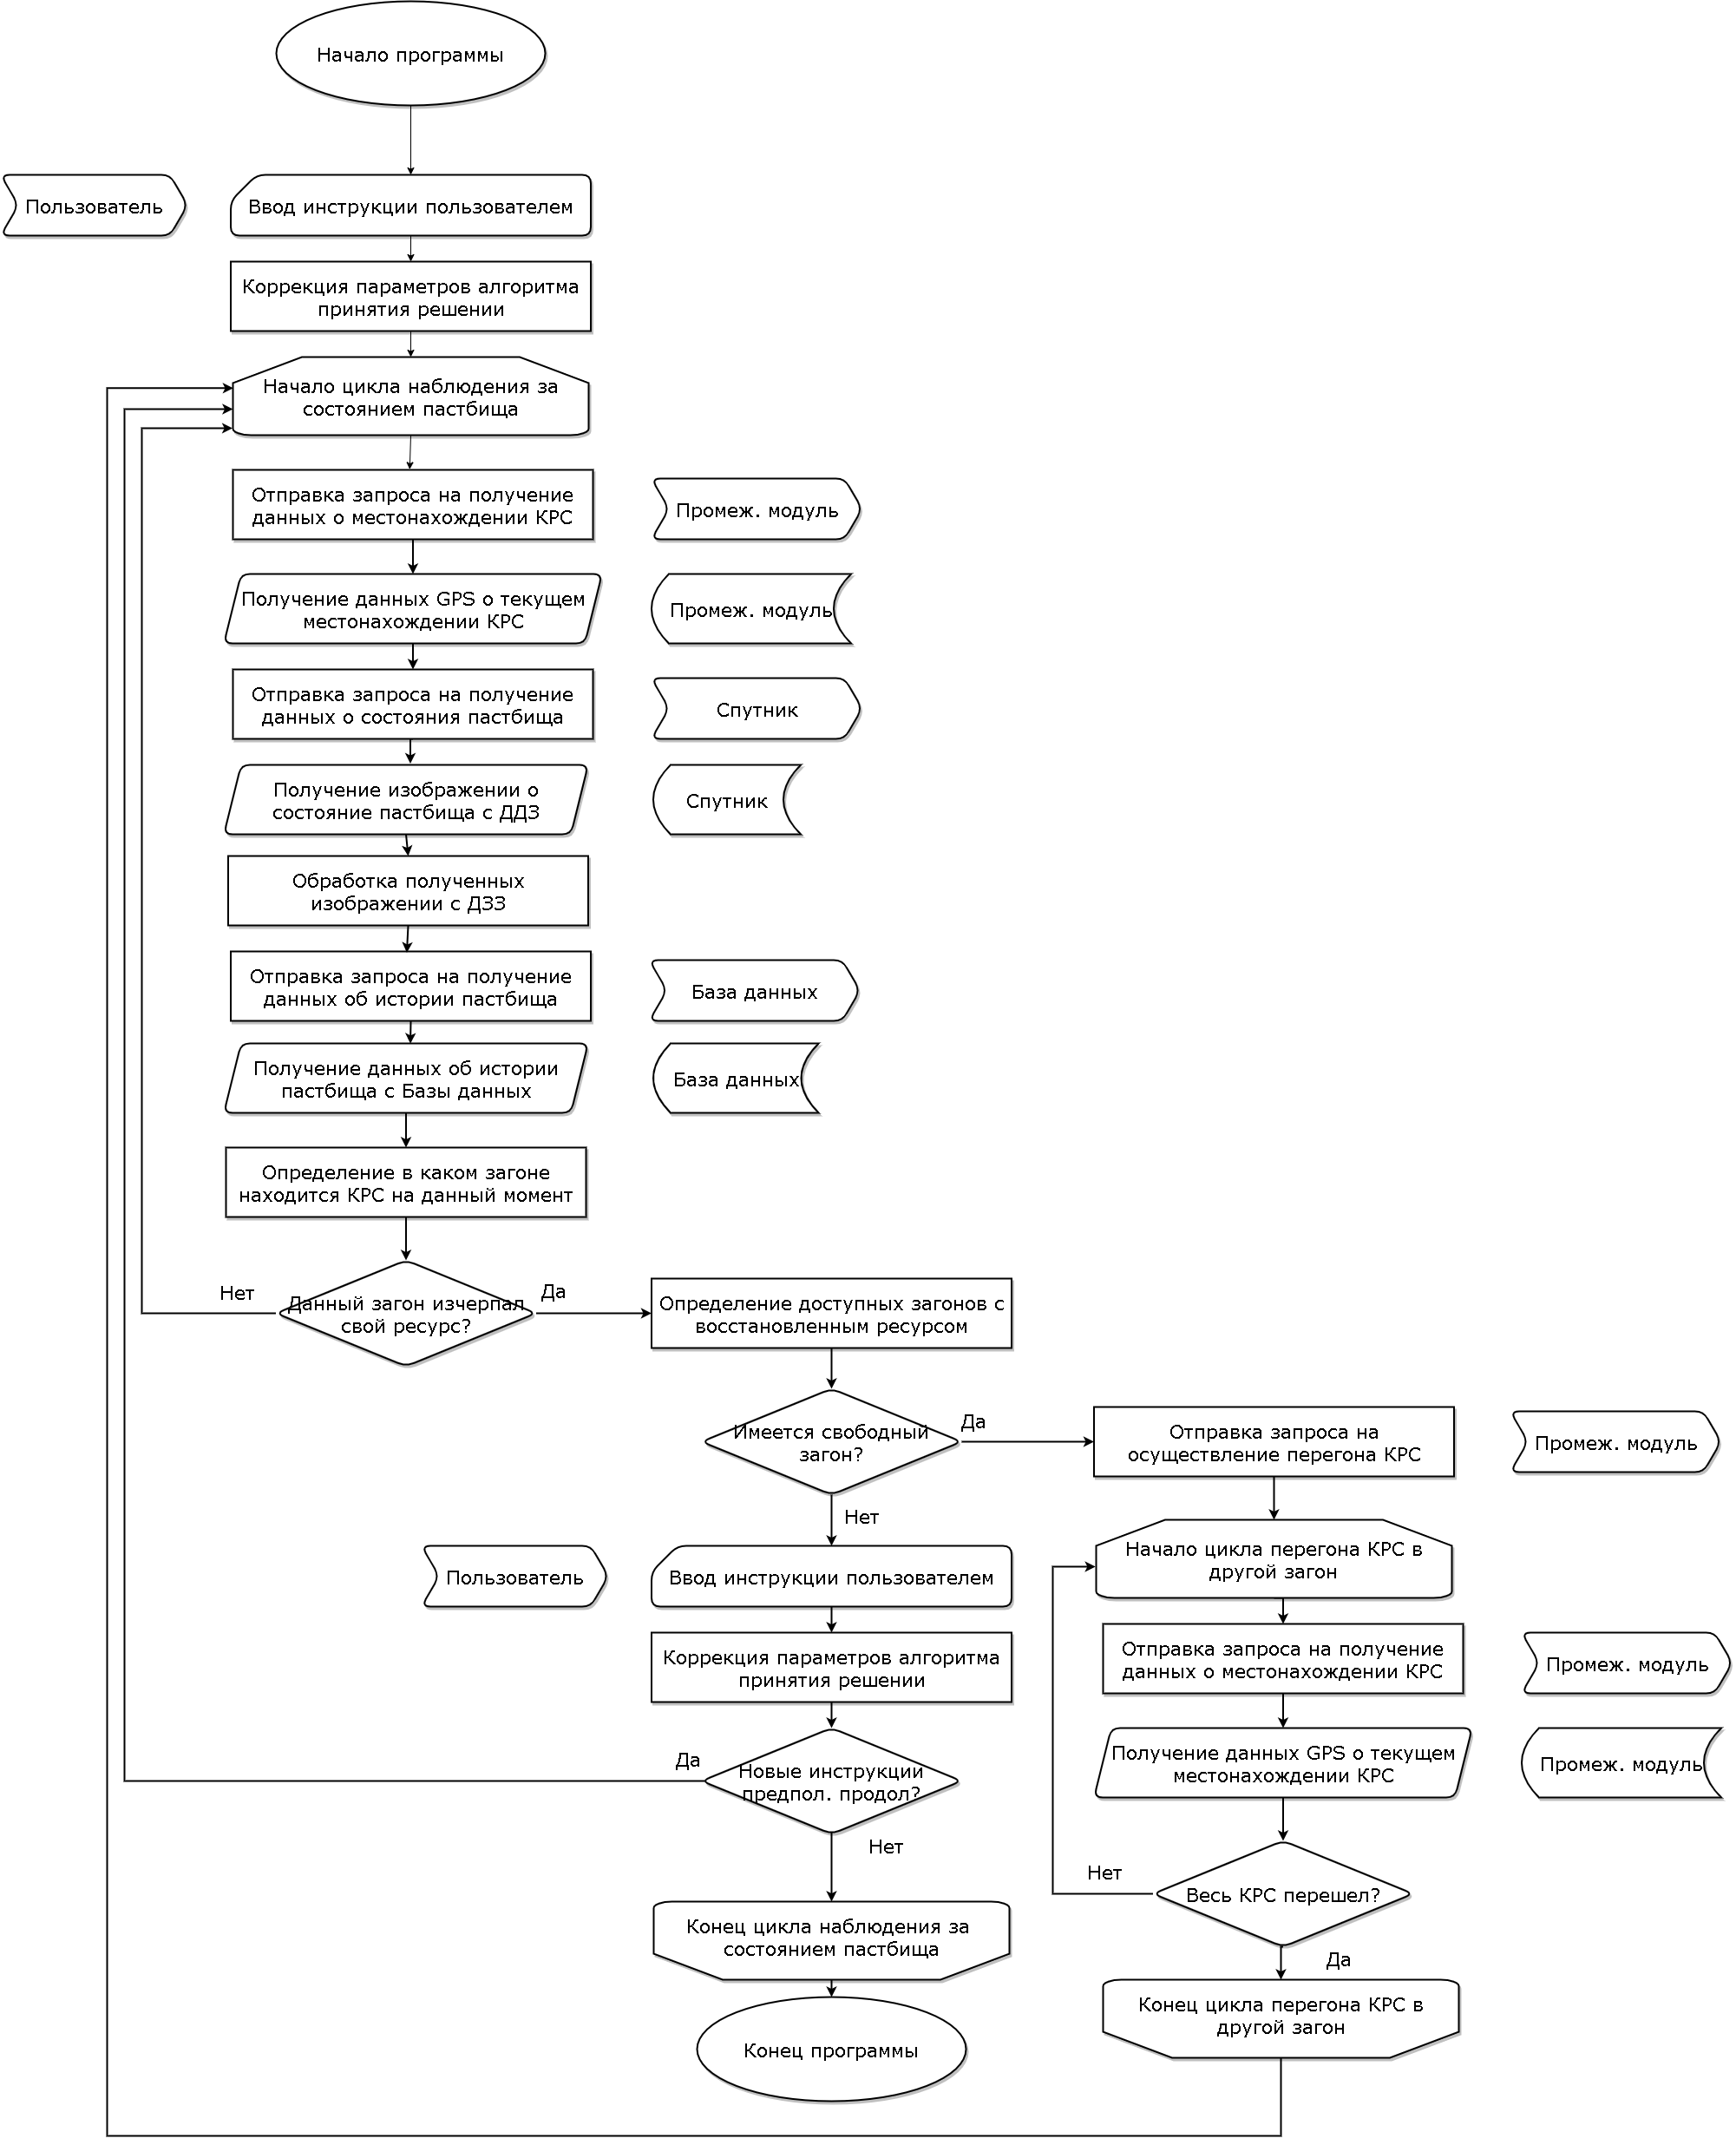 Начало программы
Пользователь
Ввод инструкции пользователем
Коррекция параметров алгоритма
принятия решении
Начало цикла наблюдения за
состоянием пастбища
Отправка запроса на получение
данных о местонахождении КРС
Промеж. модуль
Получение данных GPS о текущем
местонахождении КРС
Промеж. модуль
Отправка запроса на получение
данных о состояния пастбища
Спутник
Получение изображении о
состояние пастбища с ДДЗ
Спутник
Обработка полученных
изображении с ДЗЗ
Отправка запроса на получение
данных об истории пастбища
База данных
Получение данных об истории
пастбища с Базы данных
База данных
Определение в каком загоне
находится КРС на данный момент
Нет
Данный загон изчерпал
свой ресурс?
Да
Определение доступных загонов с
восстановленным ресурсом
Имеется свободный
загон?
Да
Отправка запроса на
осуществление перегона КРС
Промеж. модуль
Нет
Начало цикла перегона КРС в
другой загон
Пользователь
Ввод инструкции пользователем
Коррекция параметров алгоритма
принятия решении
Отправка запроса на получение
данных о местонахождении КРС
Промеж. модуль
Да
Новые инструкции
предпол. продол?
Получение данных GPS о текущем
местонахождении КРС
Промеж. модуль
Нет
Нет
Весь КРС перешел?
Конец цикла наблюдения за
состоянием пастбища
Да
Конец цикла перегона КРС в
другой загон
Конец программы